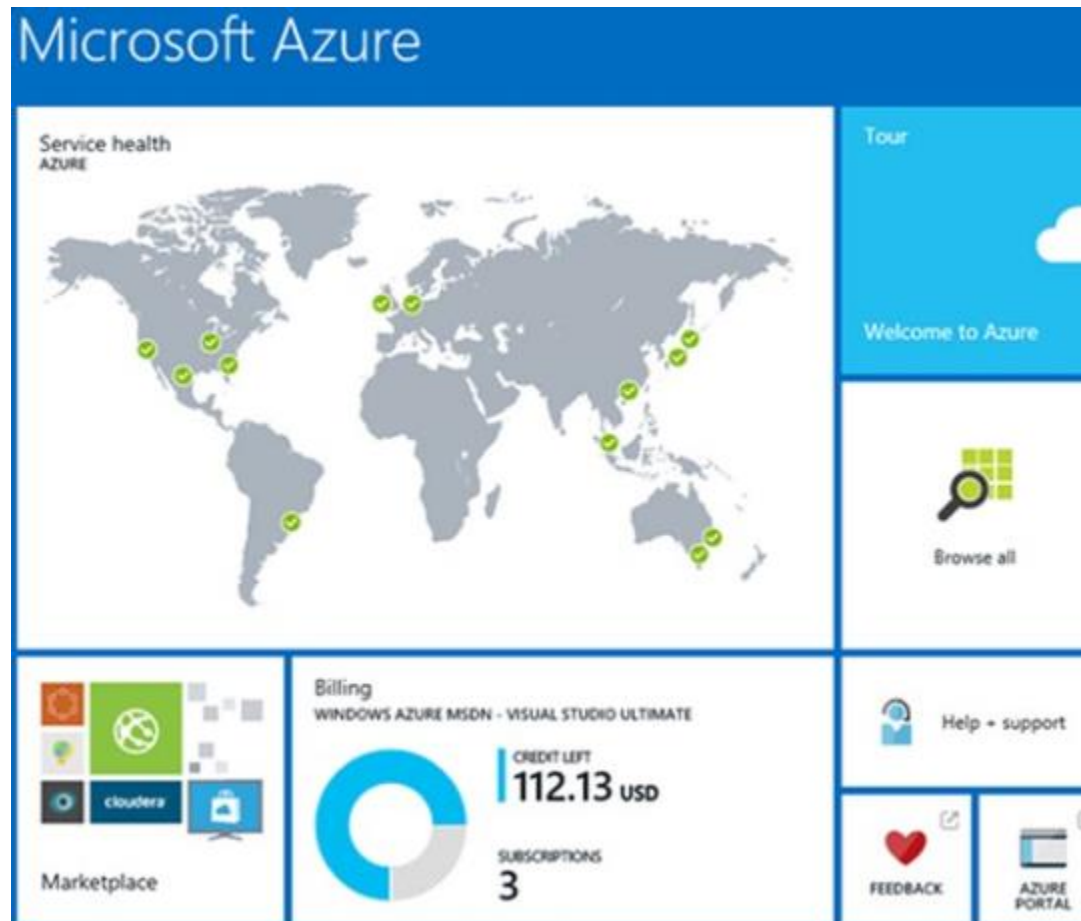 Microsoft Azure
Service health
AZURE
Tour
Welcome to Azure
Browse all
cloudera
Marketplace
Billing
WINDOWS AZURE MSDN - VISUAL STUDIO ULTIMATE
CREDIT LEFT
112.13 USD
SUBSCRIPTIONS
3
Help + support
FEEDBACK
AZURE
PORTAL